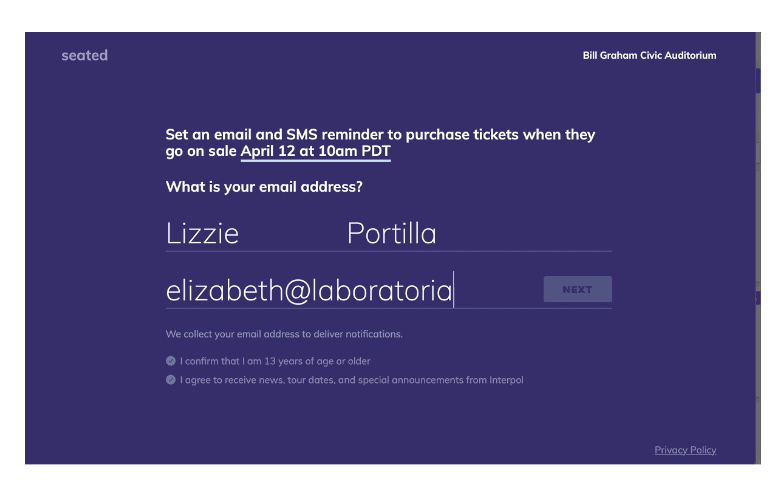 seated
Bill Graham Civic Auditorium
Set an email and SMS reminder to purchase tickets when they
go on sale April 12 at 10am PDT
What is your email address?
Lizzie Portilla
elizabeth@laboratoria
NEXT
We collect your email address to deliver notifications.
I confirm that I am 13 years of age or older
I agree to receive news, tour dates, and special announcements from Interpol
Privacy Policy